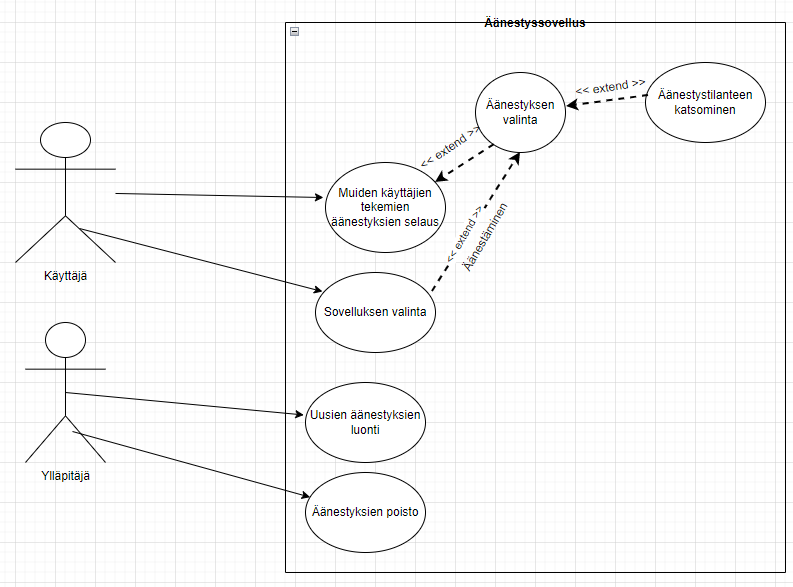 Äänestyssovellus
Äänestyksen
valinta
<< extend >>
Äänestystilanteen
katsominen
<< extend >>
Muiden käyttäjien
tekemien
äänestyksien selaus
<< extend >>
Äänestäminen
Käyttäjä
Sovelluksen valinta
Uusien äänestyksien
luonti
Ylläpitäjä
Äänestyksien poisto